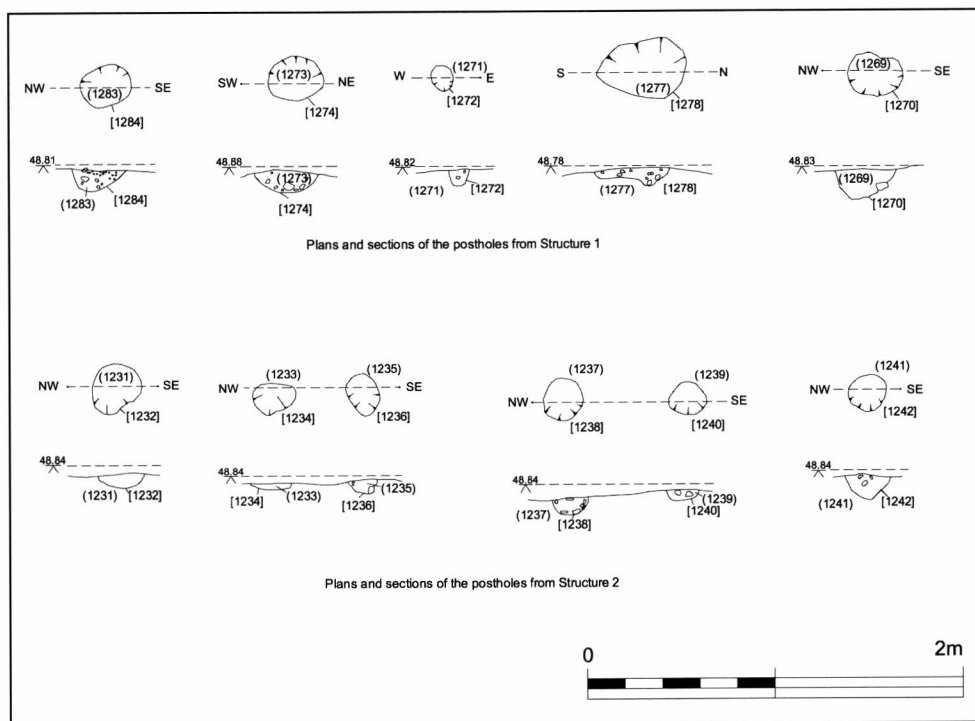 (1283)
NW
SE
[1284]
(1273)
SW
NE
[1274]
(1271)
W
E
[1272]
S
N
(1277)
[1278]
(1269)
NW
SE
[1270]
48.81
(1283)
[1284]
48.88
(1273)
[1274]
48.82
(1271)
[1272]
48.78
(1277)
[1278]
48.83
(1269)
[1270]
Plans and sections of the postholes from Structure 1
(1231)
NW
SE
[1232]
(1233)
(1235)
NW
SE
[1234]
[1236]
(1237)
(1239)
NW
SE
[1238]
[1240]
(1241)
NW
SE
[1242]
48.84
(1231)
[1232]
48.84
[1234]
(1233)
[1236]
(1235)
48.84
(1237)
[1238]
(1239)
[1240]
48.84
(1241)
[1242]
Plans and sections of the postholes from Structure 2
0
2m